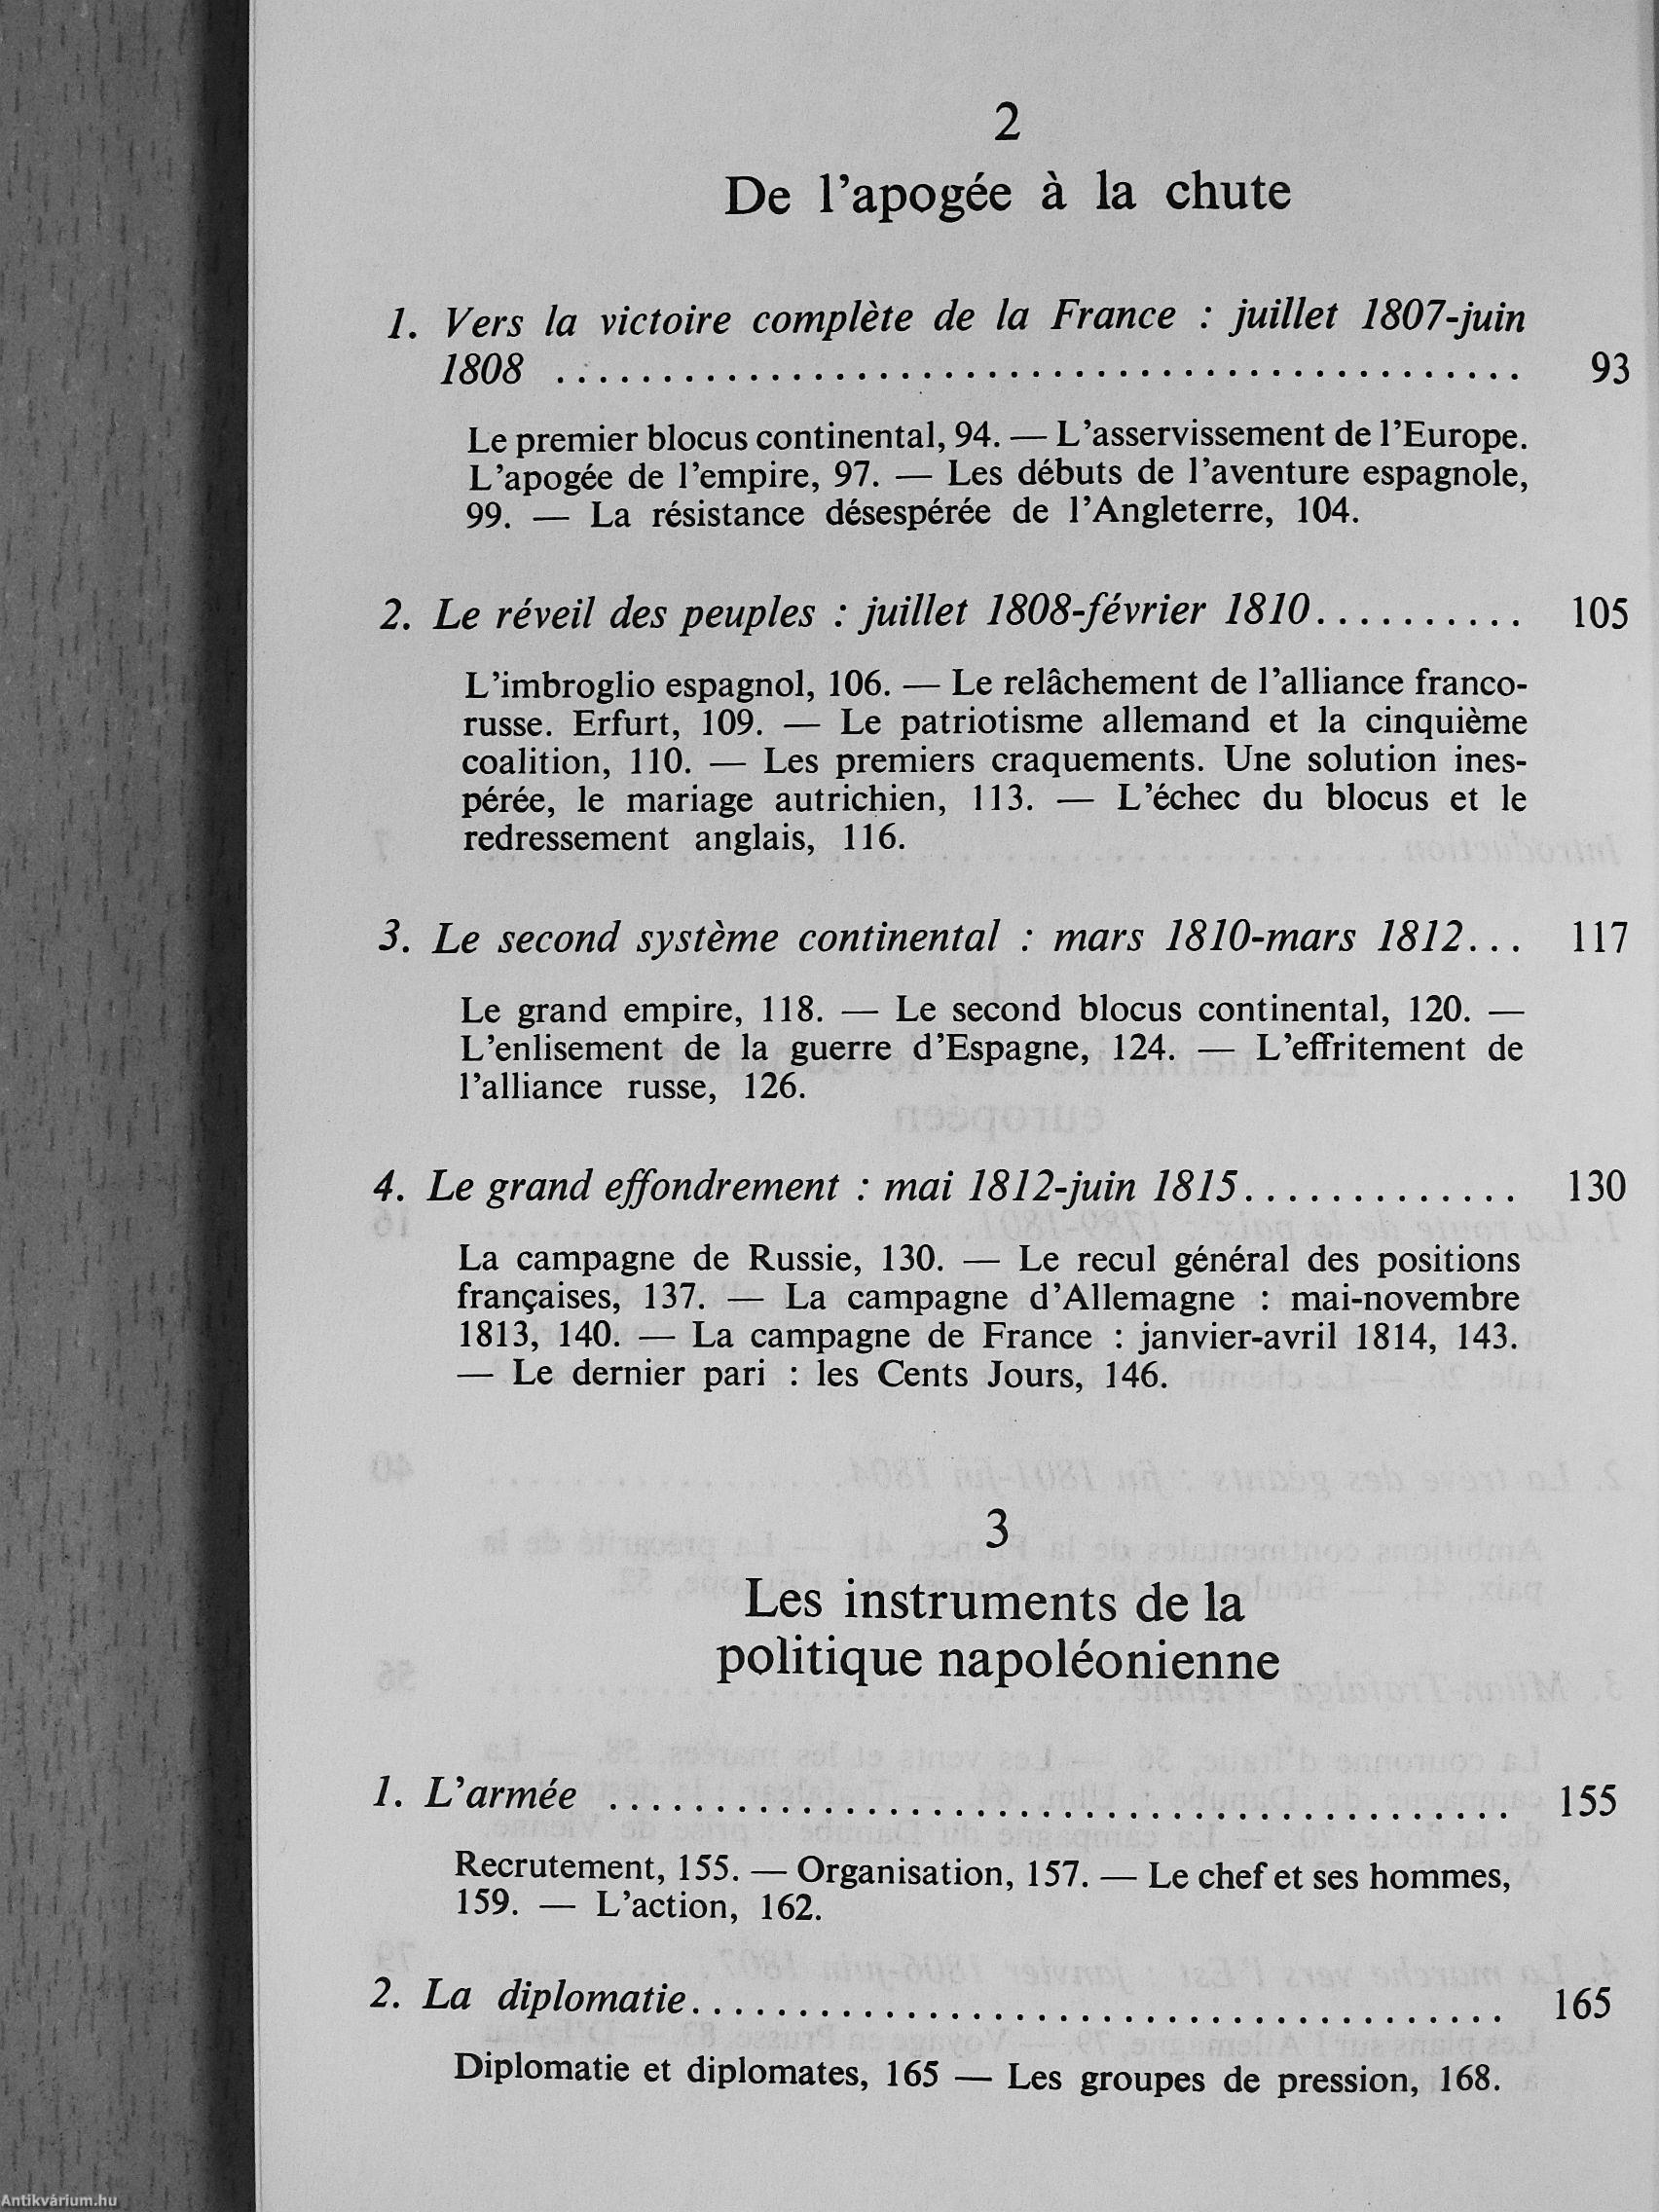 2
De l'apogée à la chute
1. Vers la victoire complète de la France : juillet 1807-juin
1808 .......................................... 93
Le premier blocus continental, 94. — L'asservissement de l'Europe.
L'apogée de l'empire, 97. — Les débuts de l'aventure espagnole,
99. — La résistance désespérée de l'Angleterre, 104.
2. Le réveil des peuples : juillet 1808-février 1810.......... 105
L'imbroglio espagnol, 106. — Le relâchement de l'alliance franco-
russe. Erfurt, 109. — Le patriotisme allemand et la cinquième
coalition, 110. — Les premiers craquements. Une solution ines-
pérée, le mariage autrichien, 113. — L'échec du blocus et le
redressement anglais, 116.
3. Le second système continental : mars 1810-mars 1812... 117
Le grand empire, 118. — Le second blocus continental, 120. —
L'enlisement de la guerre d'Espagne, 124. — L'effritement de
l'alliance russe, 126.
4. Le grand effondrement : mai 1812-juin 1815............. 130
La campagne de Russie, 130. — Le recul général des positions
françaises, 137. — La campagne d'Allemagne : mai-novembre
1813, 140. — La campagne de France : janvier-avril 1814, 143.
— Le dernier pari : les Cents Jours, 146.
3
Les instruments de la
politique napoléonienne
1. L'armée ........................................ 155
Recrutement, 155. — Organisation, 157. — Le chef et ses hommes,
159. — L'action, 162.
2. La diplomatie.................................... 165
Diplomatie et diplomates, 165 — Les groupes de pression, 168.
Antikvárium.hu